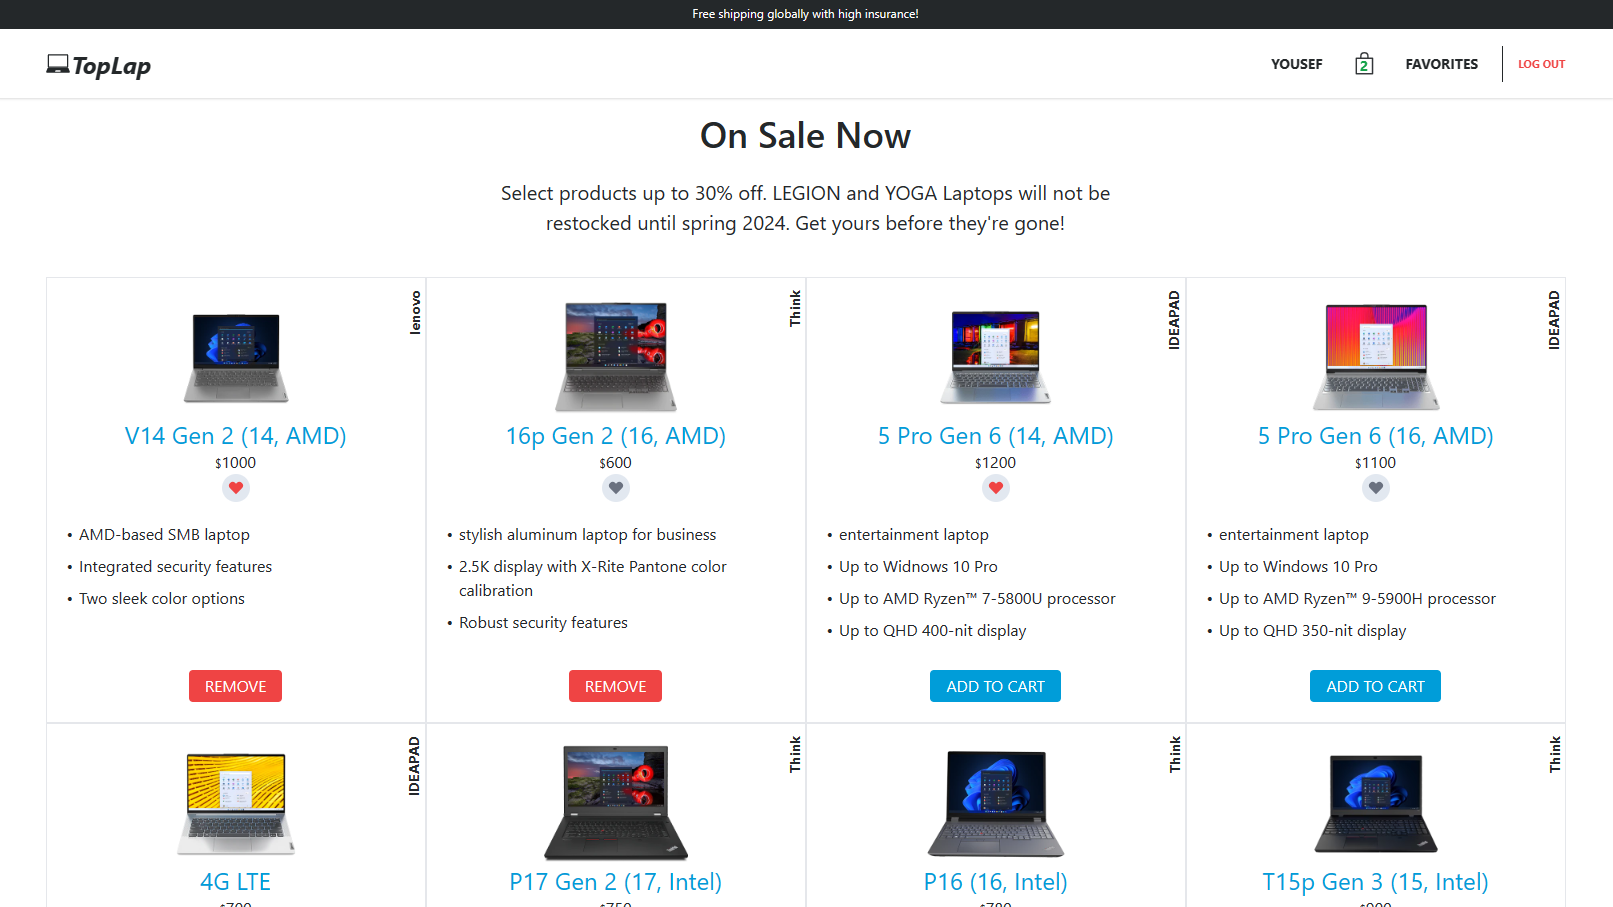 Free shipping globally with high insurance!
TopLap
YOUSEF
2
FAVORITES
LOG OUT
On Sale Now
Select products up to 30% off. LEGION and YOGA Laptops will not be
restocked until spring 2024. Get yours before they're gone!
lenovo
V14 Gen 2 (14, AMD)
$1000
• AMD-based SMB laptop
• Integrated security features
• Two sleek color options
REMOVE
Think
16p Gen 2 (16, AMD)
$600
• stylish aluminum laptop for business
• 2.5K display with X-Rite Pantone color
calibration
• Robust security features
REMOVE
IDEAPAD
5 Pro Gen 6 (14, AMD)
$1200
• entertainment laptop
• Up to Widnows 10 Pro
• Up to AMD Ryzen™ 7-5800U processor
• Up to QHD 400-nit display
ADD TO CART
IDEAPAD
5 Pro Gen 6 (16, AMD)
$1100
• entertainment laptop
• Up to Windows 10 Pro
• Up to AMD Ryzen™ 9-5900H processor
• Up to QHD 350-nit display
ADD TO CART
IDEAPAD
4G LTE
Think
P17 Gen 2 (17, Intel)
Think
P16 (16, Intel)
Think
T15p Gen 3 (15, Intel)